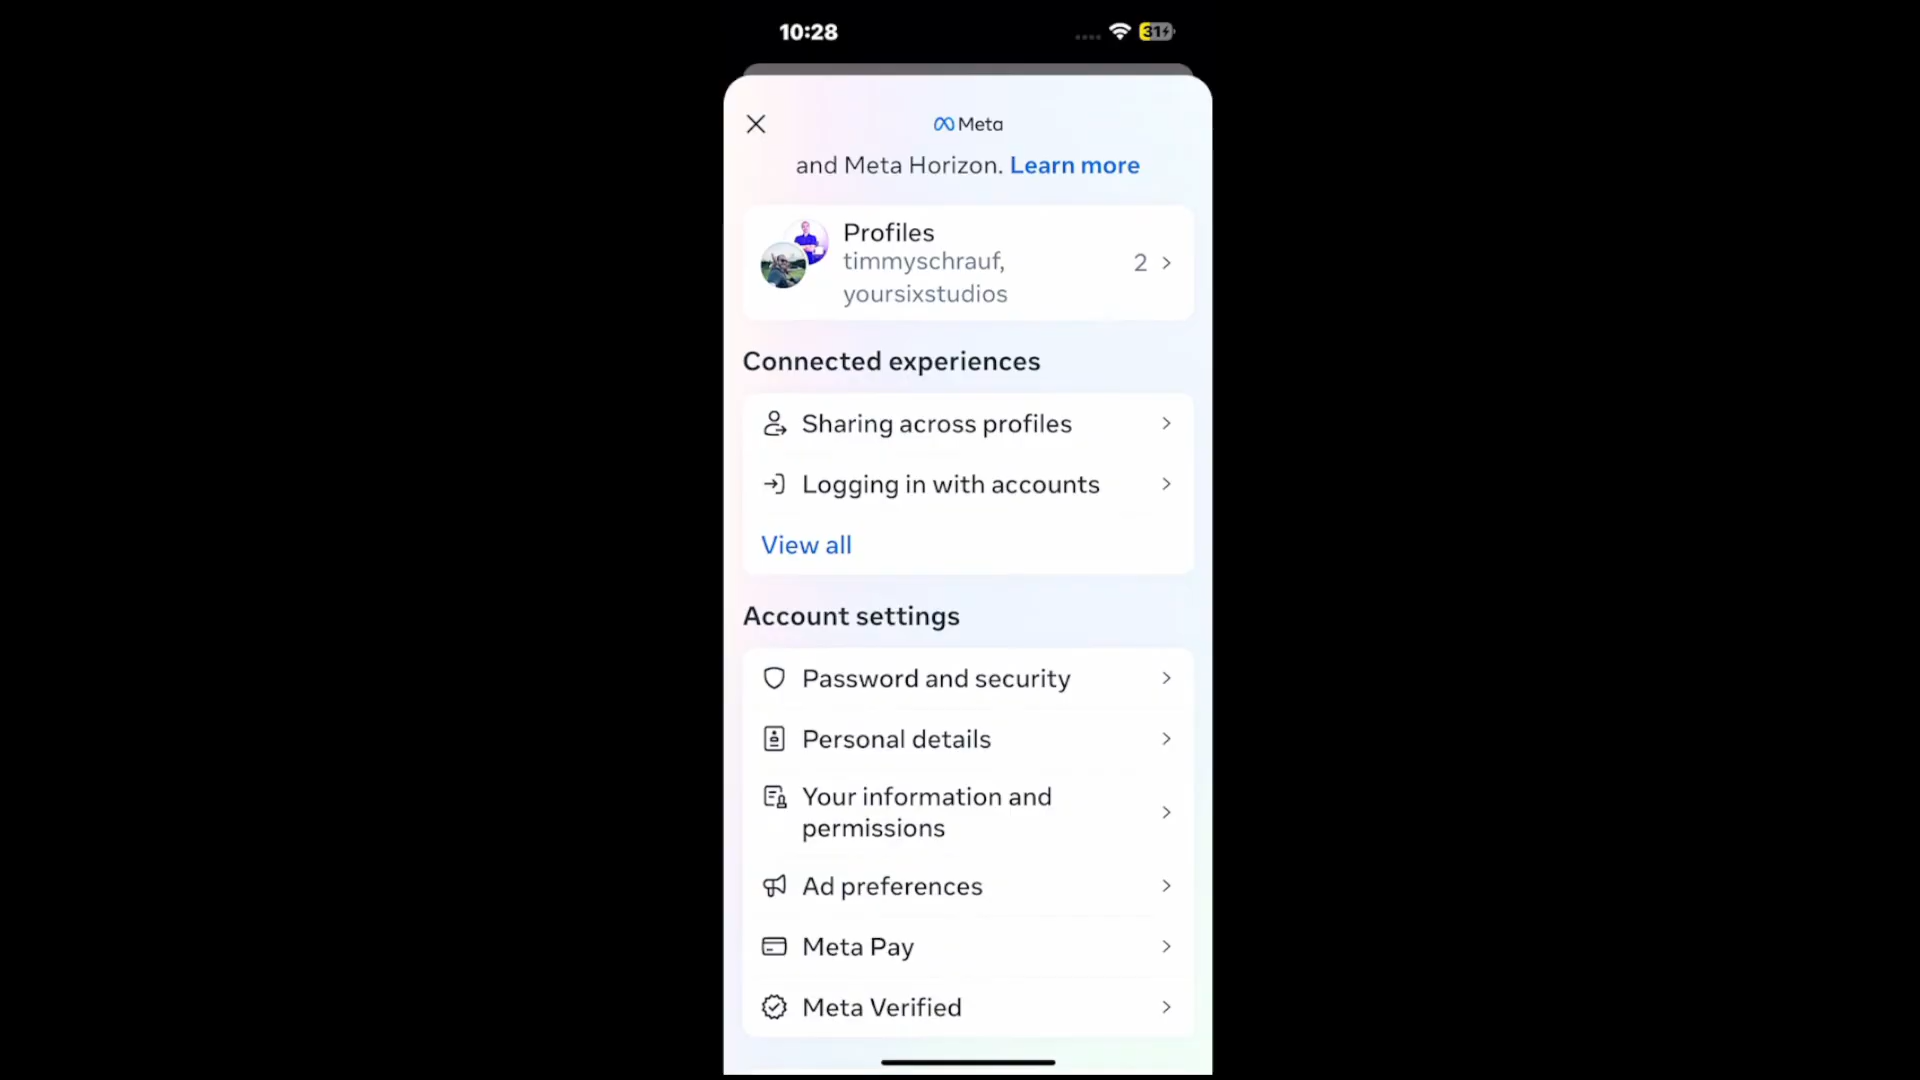 10:28
31
Meta
and Meta Horizon. Learn more
Profiles
timmyschrauf,
2
yoursixstudios
Connected experiences
Sharing across profiles
Logging in with accounts
View all
Account settings
Password and security
Personal details
Your information and
permissions
Ad preferences
Meta Pay
Meta Verified